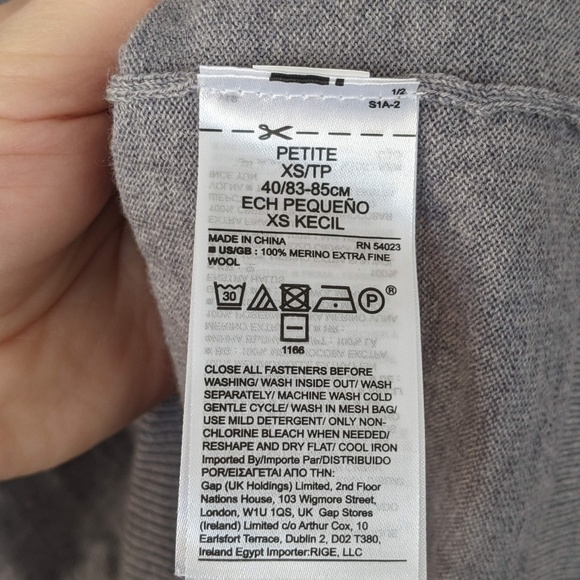 1/2
S1A-2
PETITE
XS/TP
40/83-85CM
ECH PEQUEÑO
XS KECIL
MADE IN CHINA RN 54023
■ US/GB : 100% MERINO EXTRA FINE
WOOL
30 P ®
1166
CLOSE ALL FASTENERS BEFORE
WASHING/ WASH INSIDE OUT/ WASH
SEPARATELY/ MACHINE WASH COLD
GENTLE CYCLE/ WASH IN MESH BAG/
USE MILD DETERGENT/ ONLY NON-
CHLORINE BLEACH WHEN NEEDED/
RESHAPE AND DRY FLAT/ COOL IRON
Imported By/Importe Par/DISTRIBUIDO
POR/ΕΙΣΑΓΕΤΑΙ ΑΠΟ ΤΗΝ:
Gap (UK Holdings) Limited, 2nd Floor
Nations House, 103 Wigmore Street,
London, W1U 1QS, UK Gap Stores
(Ireland) Limited c/o Arthur Cox, 10
Earlsfort Terrace, Dublin 2, D02 T380,
Ireland Egypt Importer:RIGE, LLC